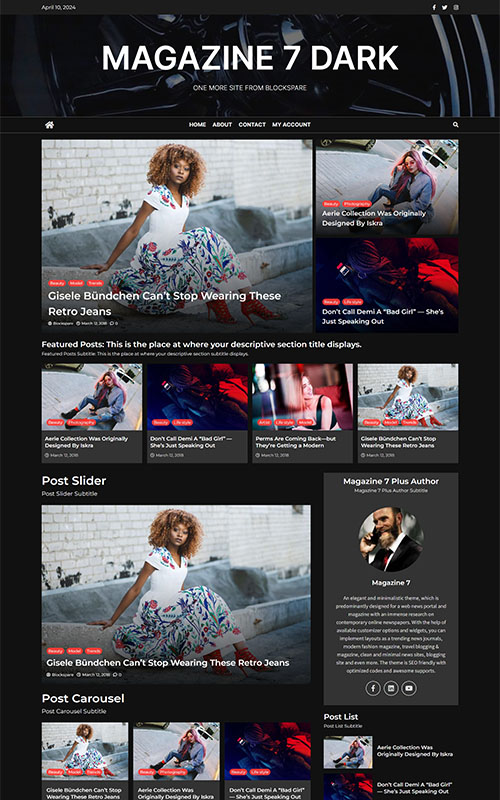 April 10, 2024
MAGAZINE 7 DARK
ONE MORE SITE FROM BLOCKSPARE
HOME ABOUT CONTACT MY ACCOUNT
Beauty Model Trends
Gisele Bündchen Can't Stop Wearing These
Retro Jeans
Blockspare March 12, 2018 0
Beauty Photography
Aerie Collection Was Originally
Designed By Iskra
Beauty Life style
Don't Call Demi A "Bad Girl" — She's
Just Speaking Out
Featured Posts: This is the place at where your descriptive section title displays.
Featured Posts Subtitle: This is the place at where your descriptive section subtitle displays.
Beauty Photography
Aerie Collection Was Originally
Designed By Iskra
March 12, 2018
Beauty Life style
Don't Call Demi A "Bad Girl" —
She's Just Speaking Out
March 12, 2018
Artist Life style Model
Perms Are Coming Back—but
They're Getting a Modern
March 12, 2018
Beauty Model Trends
Gisele Bündchen Can't Stop
Wearing These Retro Jeans
March 12, 2018
Post Slider
Post Slider Subtitle
Beauty Model Trends
Gisele Bündchen Can't Stop Wearing These Retro Jeans
Blockspare March 12, 2018 0
Magazine 7 Plus Author
Magazine 7 Plus Author Subtitle
Magazine 7
An elegant and minimalistic theme, which is
predominantly designed for a web news portal and
magazine with an immense research on
contemporary online newspapers. With the help of
available customizer options and widgets, you can
implement layouts as a trending news journals,
modern fashion magazine, travel blogging &
magazine, clean and minimal news sites, blogging
site and even more. The theme is SEO friendly with
optimized codes and awesome supports.
Post Carousel
Post Carousel Subtitle
Beauty Model Trends
Gisele Bündchen Can't Stop
Wearing These Retro Jeans
Beauty Photography
Aerie Collection Was Originally
Designed By Iskra
Beauty Life style
Don't Call Demi A "Bad Girl" —
She's Just Speaking Out
Post List
Post List Subtitle
Aerie Collection Was
Originally Designed By Iskra
Don't Call Demi A "Bad Girl"
— She's Just Speaking Out